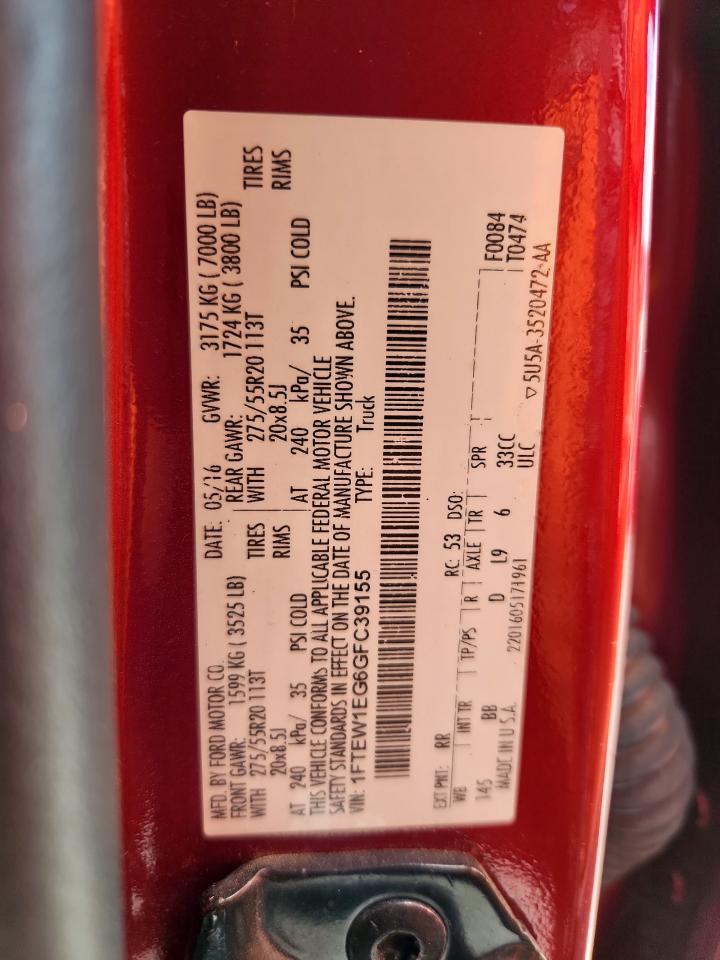 MFD. BY FORD MOTOR CO. DATE: 05/16 GVWR: 3175 KG ( 7000 LB)
FRONT GAWR: 1599 KG ( 3525 LB) REAR GAWR: 1724 KG ( 3800 LB)
WITH 275/55R20 113T TIRES WITH 275/55R20 113T TIRES
20x8.5J RIMS 20x8.5J RIMS
AT 240 kPa/ 35 PSI COLD AT 240 kPa/ 35 PSI COLD
THIS VEHICLE CONFORMS TO ALL APPLICABLE FEDERAL MOTOR VEHICLE
SAFETY STANDARDS IN EFFECT ON THE DATE OF MANUFACTURE SHOWN ABOVE.
VIN: 1FTEW1EG6GFC39155 TYPE: Truck
EXT PNT: RR RC: 53 DSO:
WB INT TR TP/PS R AXLE TR SPR F0084
145 BB D L9 6 33CC T0474
ULC
MADE IN U.S.A. 2201605171961 ▽ 5U5A-3520472-AA